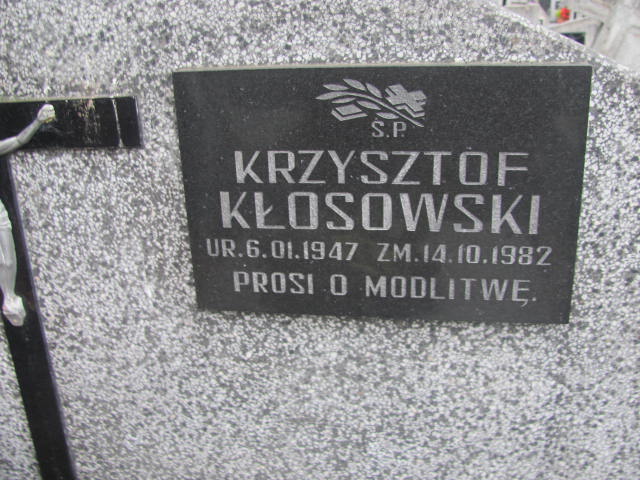 Ś.P.
KRZYSZTOF
KŁOSOWSKI
UR.6.01.1947 ZM.14.10.1982
PROSI O MODLITWĘ.